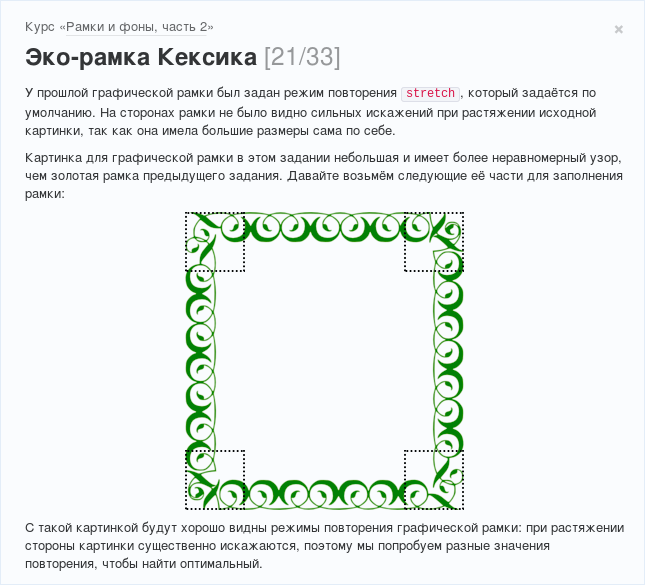 Курс «Рамки и фоны, часть 2»
×
Эко-рамка Кексика [21/33]
У прошлой графической рамки был задан режим повторения stretch, который задаётся по
умолчанию. На сторонах рамки не было видно сильных искажений при растяжении исходной
картинки, так как она имела большие размеры сама по себе.
Картинка для графической рамки в этом задании небольшая и имеет более неравномерный узор,
чем золотая рамка предыдущего задания. Давайте возьмём следующие её части для заполнения
рамки:
С такой картинкой будут хорошо видны режимы повторения графической рамки: при растяжении
стороны картинки существенно искажаются, поэтому мы попробуем разные значения
повторения, чтобы найти оптимальный.